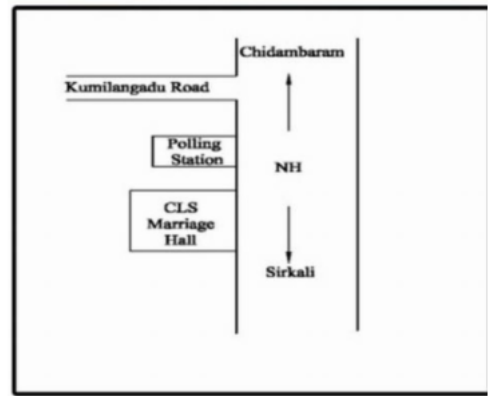 Chidambaram
Kumilangadu Road
Polling
Station
NH
CLS
Marriage
Hall
Sirkali